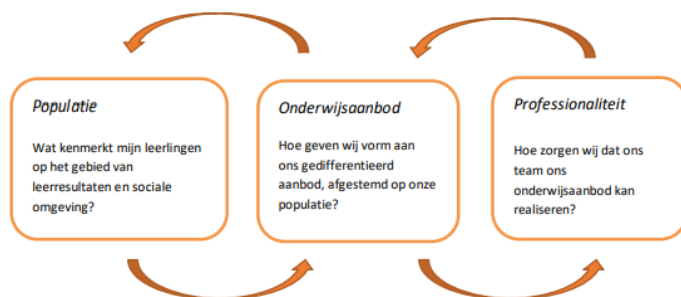 Populatie
Wat kenmerkt mijn leerlingen
op het gebied van
leerresultaten en sociale
omgeving?
Onderwijsaanbod
Hoe geven wij vorm aan
ons gedifferentieerd
aanbod, afgestemd op onze
populatie?
Professionaliteit
Hoe zorgen wij dat ons
team ons
onderwijsaanbod kan
realiseren?